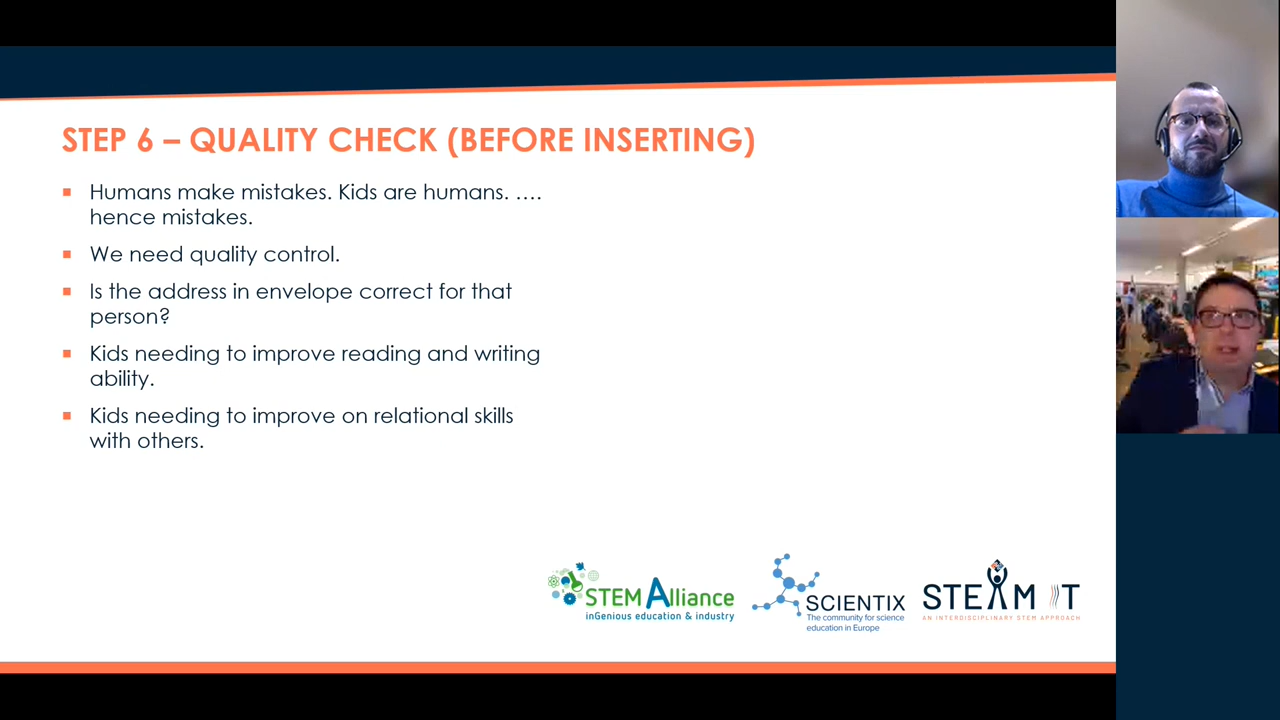 STEP 6 – QUALITY CHECK (BEFORE INSERTING)
Humans make mistakes. Kids are humans. ….
hence mistakes.
We need quality control.
Is the address in envelope correct for that
person?
Kids needing to improve reading and writing
ability.
Kids needing to improve on relational skills
with others.
STEM Alliance
inGenious education & industry
SCIENTIX
The community for science
education in Europe
STEAM IT
AN INTERDISCIPLINARY STEM APPROACH